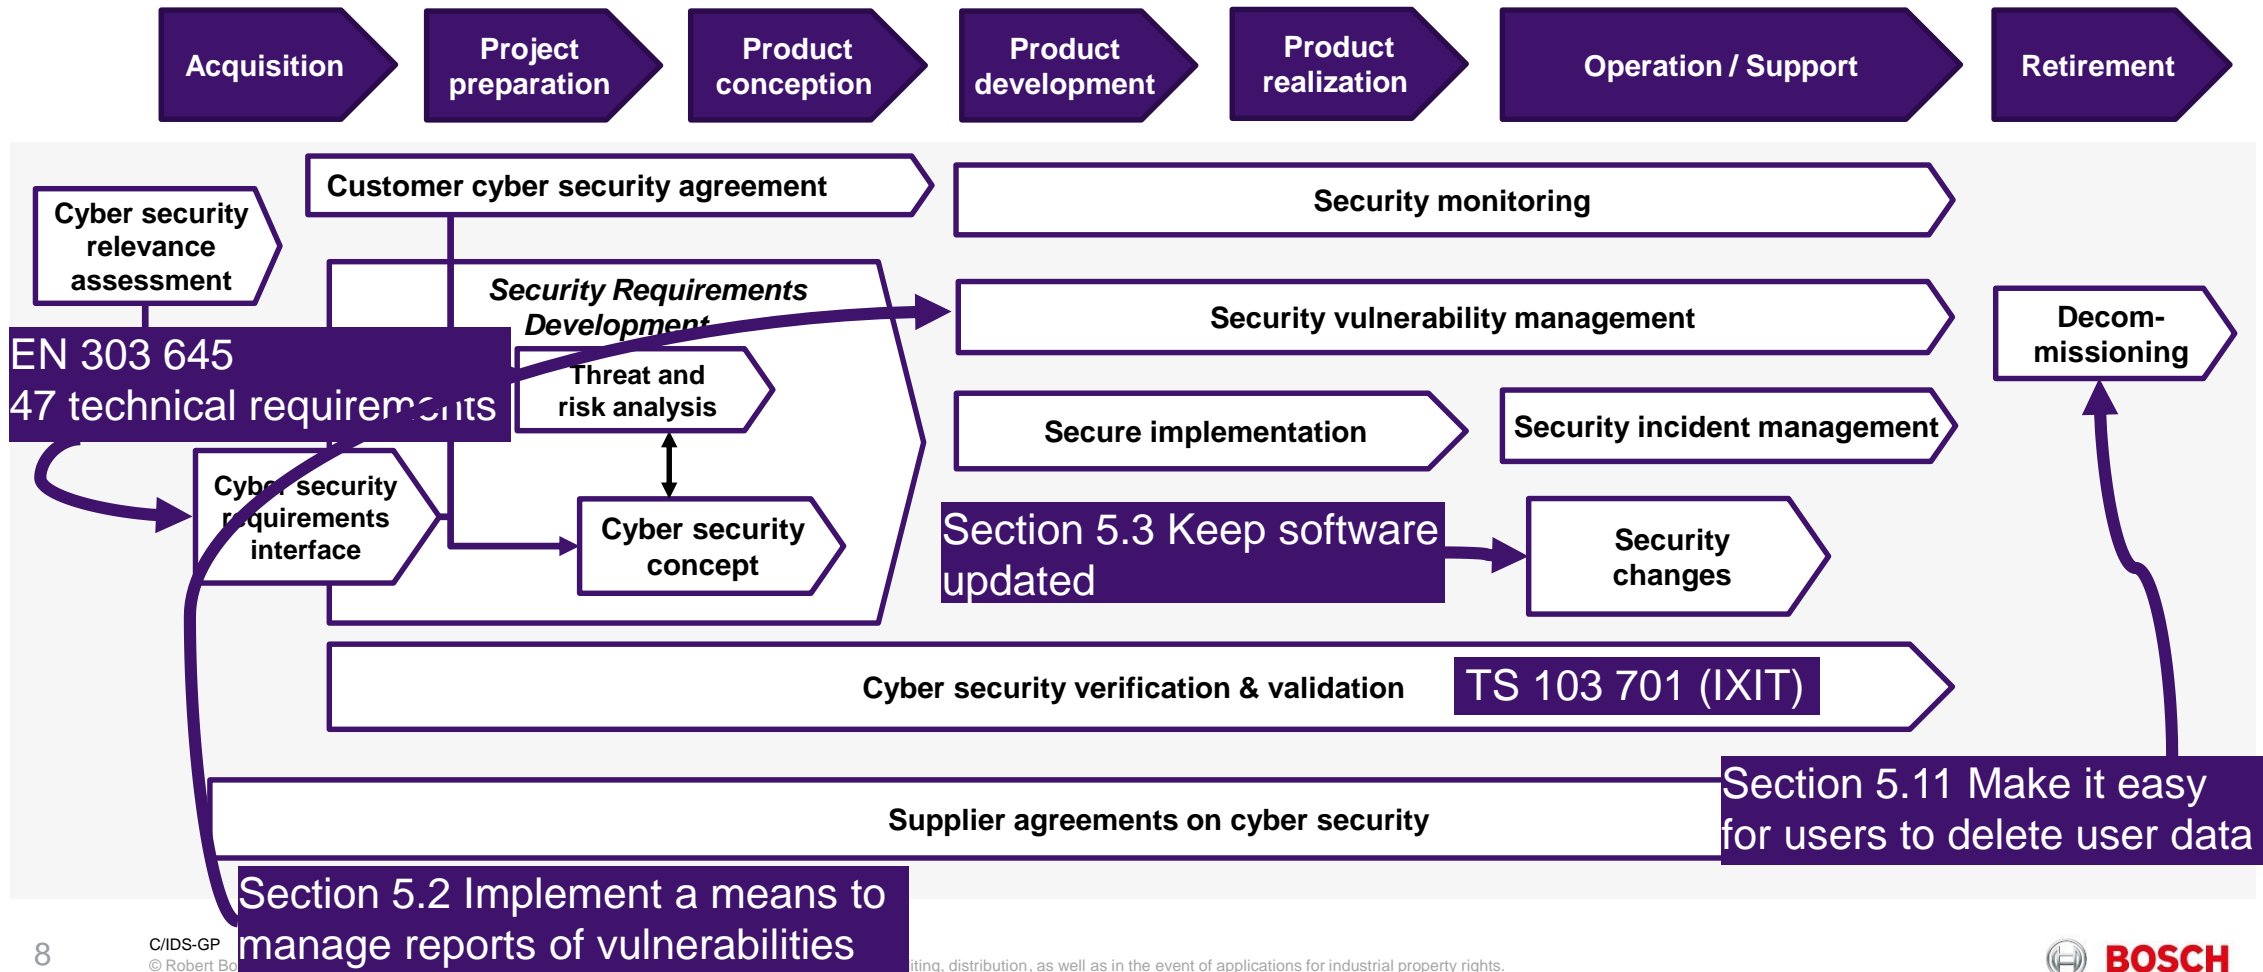 Acquisition
Project
preparation
Product
conception
Product
development
Product
realization
Operation / Support
Retirement
Customer cyber security agreement
Security monitoring
Cyber security
relevance
assessment
Security Requirements
Development
Security vulnerability management
Decom-
missioning
EN 303 645
47 technical requirements
Threat and
risk analysis
Secure implementation
Security incident management
Cyber security
requirements
interface
Cyber security
concept
Section 5.3 Keep software
updated
Security
changes
Cyber security verification & validation
TS 103 701 (IXIT)
Supplier agreements on cyber security
Section 5.11 Make it easy
for users to delete user data
Section 5.2 Implement a means to
manage reports of vulnerabilities
8
C/IDS-GP
© Robert
distribution, as well as in the event of applications for industrial property rights.
BOSCH